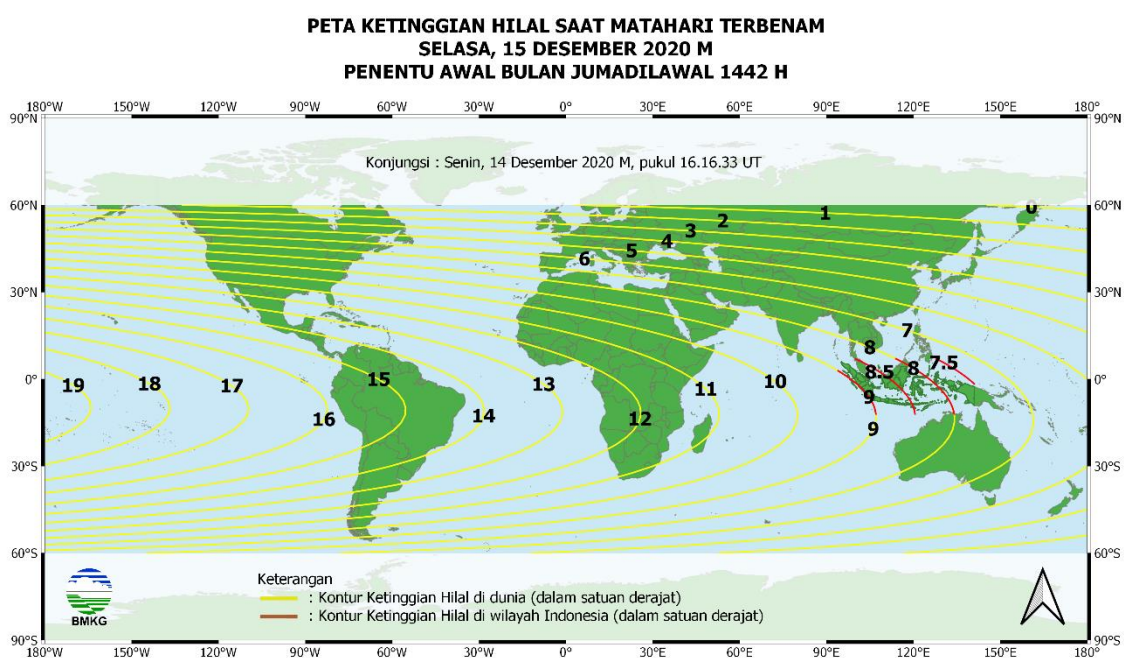 PETA KETINGGIAN HILAL SAAT MATAHARI TERBENAM
SELASA, 15 DESEMBER 2020 M
PENENTU AWAL BULAN JUMADILAWAL 1442 H
180°W 150°W 120°W 90°W 60°W 30°W 0° 30°E 60°E 90°E 120°E 150°E 180°
90°N 90°N
Konjungsi : Senin, 14 Desember 2020 M, pukul 16.16.33 UT
60°N 60°N
0
1
2
3
4
5
6
30°N 30°N
7
8
7.5
8
8.5
0° 0°
19 18 17 15 13 11 10
9
16 14 12
9
30°S 30°S
60°S 60°S
Keterangan
: Kontur Ketinggian Hilal di dunia (dalam satuan derajat)
: Kontur Ketinggian Hilal di wilayah Indonesia (dalam satuan derajat)
BMKG
90°S 90°S
180°W 150°W 120°W 90°W 60°W 30°W 0° 30°E 60°E 90°E 120°E 150°E 180°